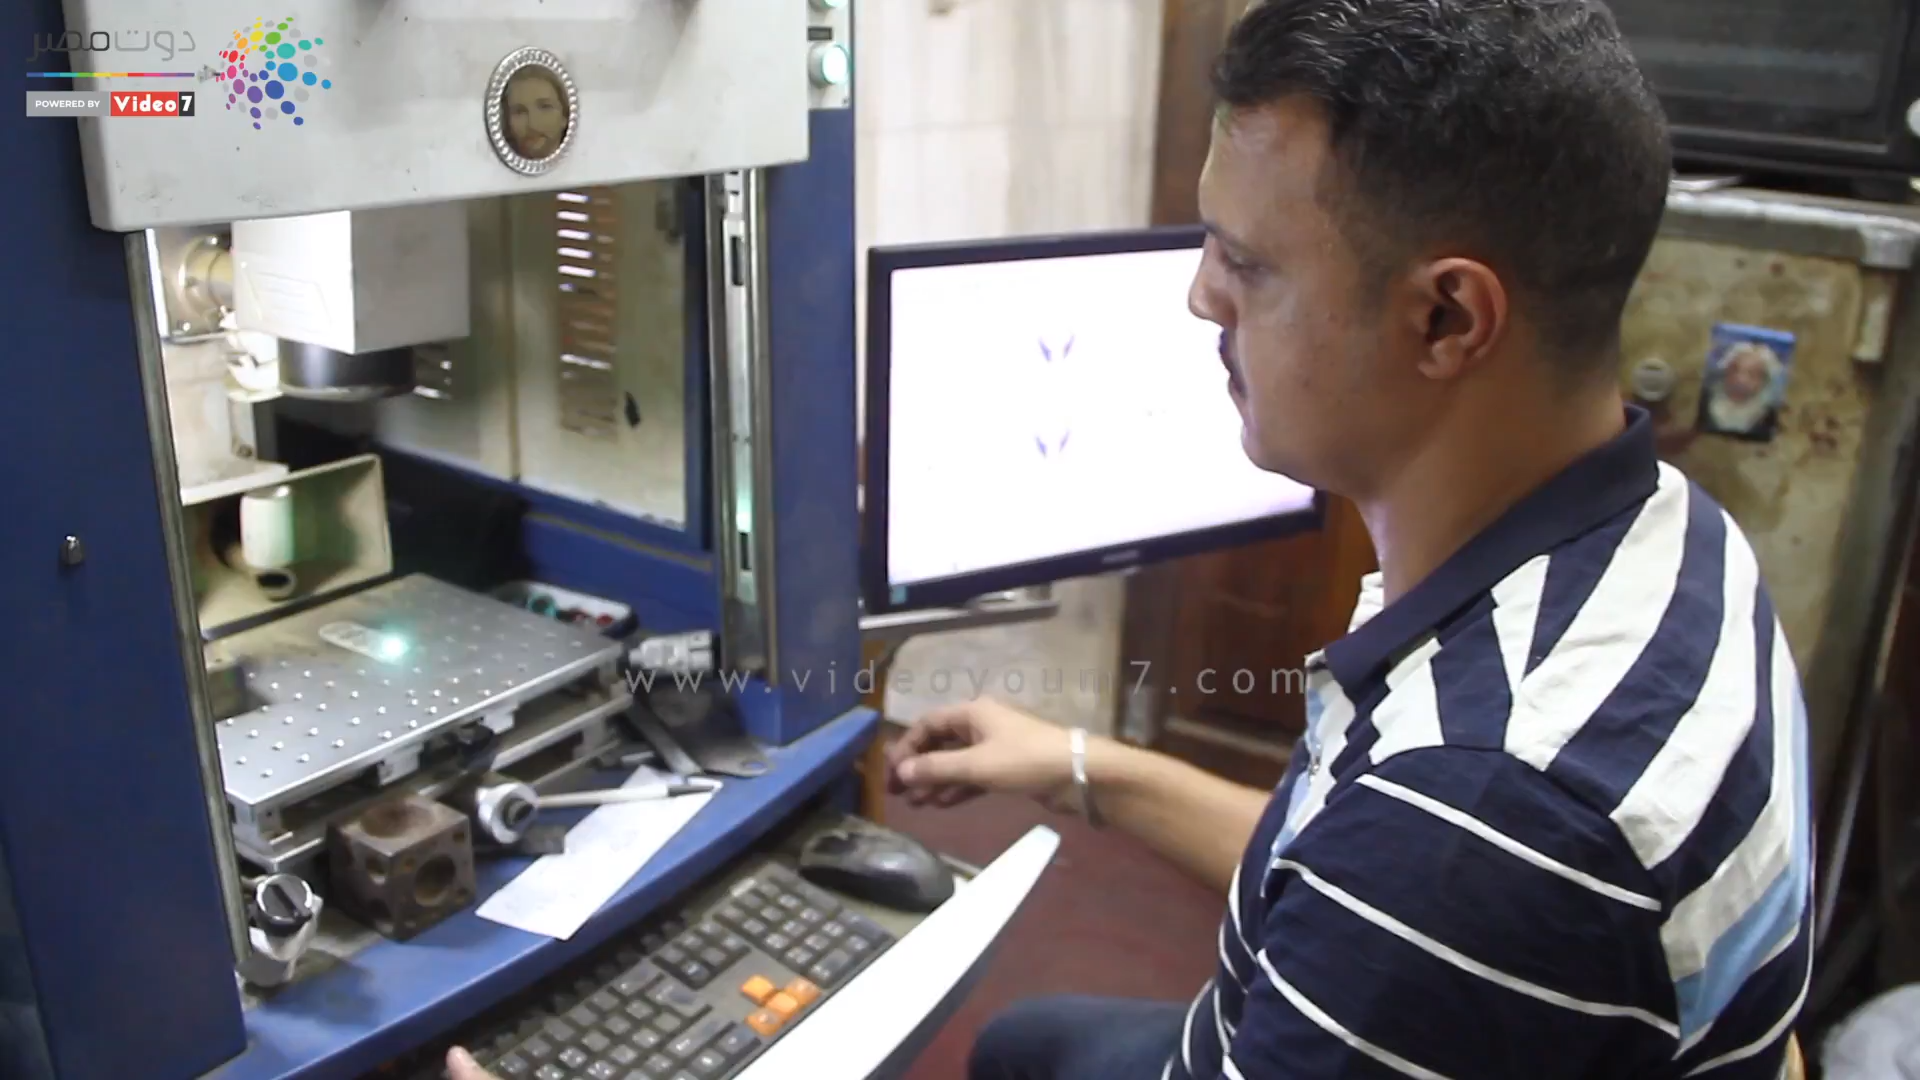 دوت مصر
POWERED BY Video7
www.videoyoum7.com